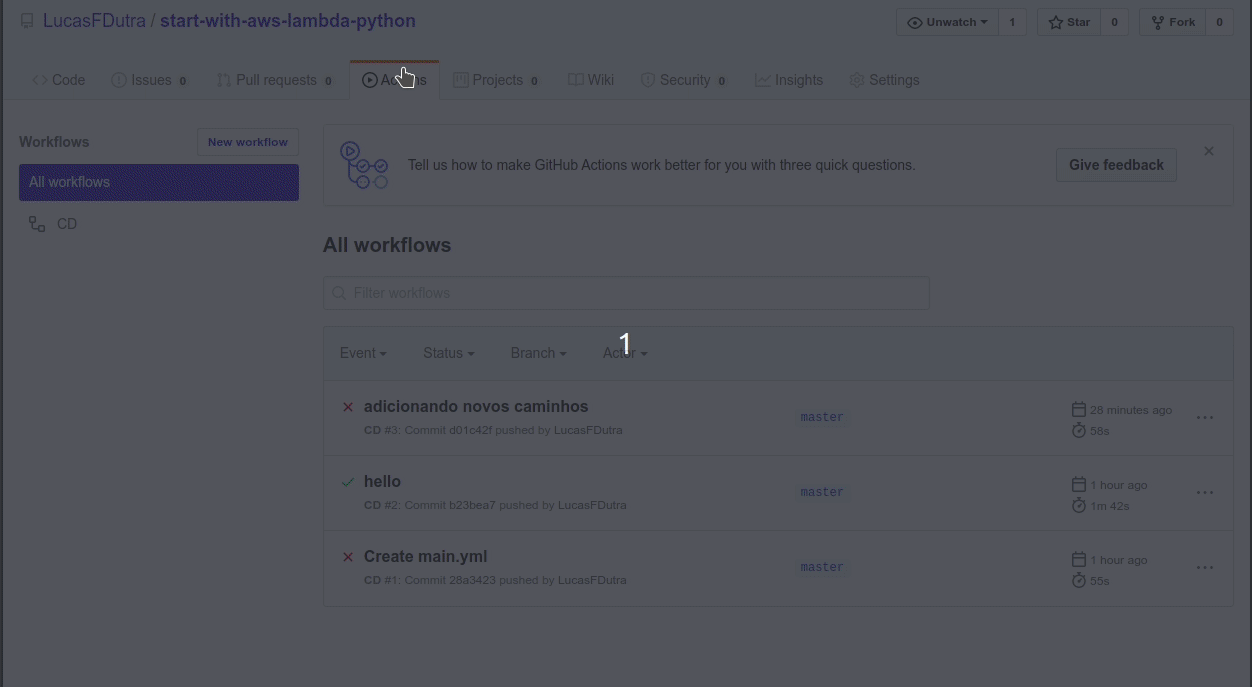 LucasFDutra / start-with-aws-lambda-python
Unwatch 1 Star 0 Fork 0
Code Issues 0 Pull requests 0 Actions Projects 0 Wiki Security 0 Insights Settings
Workflows New workflow
All workflows
CD
Tell us how to make GitHub Actions work better for you with three quick questions. Give feedback
All workflows
Filter workflows
1
Event Status Branch Actor
adicionando novos caminhos
CD #3: Commit d01c42f pushed by LucasFDutra
master
28 minutes ago
58s
hello
CD #2: Commit b23bea7 pushed by LucasFDutra
master
1 hour ago
1m 42s
Create main.yml
CD #1: Commit 28a3423 pushed by LucasFDutra
master
1 hour ago
55s